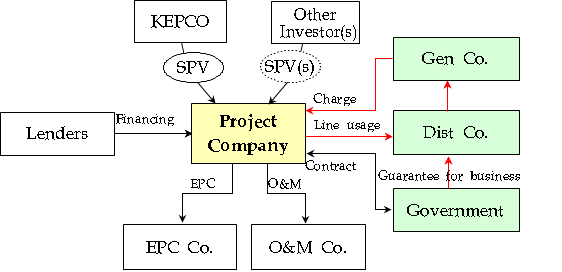 KEPCO
Other
Investor(s)
SPV
SPV(s)
Gen Co.
Charge
Financing
Lenders
Project
Company
Line usage
Dist Co.
Contract
Guarantee for business
EPC
O&M
Government
EPC Co.
O&M Co.